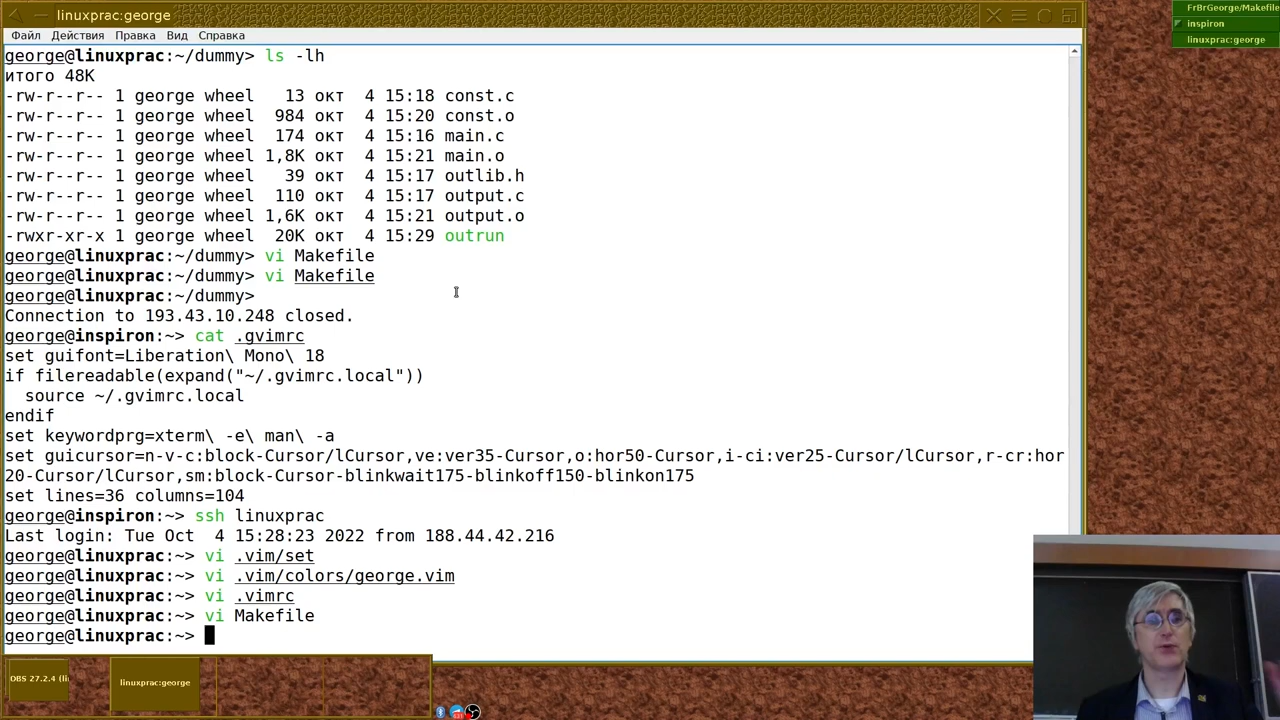 linuxprac:george
FrBrGeorge/Makefile
inspiron
linuxprac:george
Файл Действия Правка Вид Справка
george@linuxprac:~/dummy> ls -lh
итого 48K
-rw-r--r-- 1 george wheel   13 окт  4 15:18 const.c
-rw-r--r-- 1 george wheel  984 окт  4 15:20 const.o
-rw-r--r-- 1 george wheel  174 окт  4 15:16 main.c
-rw-r--r-- 1 george wheel 1,8K окт  4 15:21 main.o
-rw-r--r-- 1 george wheel   39 окт  4 15:17 outlib.h
-rw-r--r-- 1 george wheel  110 окт  4 15:17 output.c
-rw-r--r-- 1 george wheel 1,6K окт  4 15:21 output.o
-rwxr-xr-x 1 george wheel  20K окт  4 15:29 outrun
george@linuxprac:~/dummy> vi Makefile
george@linuxprac:~/dummy> vi Makefile
george@linuxprac:~/dummy>
Connection to 193.43.10.248 closed.
george@inspiron:~> cat .gvimrc
set guifont=Liberation\ Mono\ 18
if filereadable(expand("~/.gvimrc.local"))
  source ~/.gvimrc.local
endif
set keywordprg=xterm\ -e\ man\ -a
set guicursor=n-v-c:block-Cursor/lCursor,ve:ver35-Cursor,o:hor50-Cursor,i-ci:ver25-Cursor/lCursor,r-cr:hor
20-Cursor/lCursor,sm:block-Cursor-blinkwait175-blinkoff150-blinkon175
set lines=36 columns=104
george@inspiron:~> ssh linuxprac
Last login: Tue Oct  4 15:28:23 2022 from 188.44.42.216
george@linuxprac:~> vi .vim/set
george@linuxprac:~> vi .vim/colors/george.vim
george@linuxprac:~> vi .vimrc
george@linuxprac:~> vi Makefile
george@linuxprac:~>
OBS 27.2.4 (li
linuxprac:george